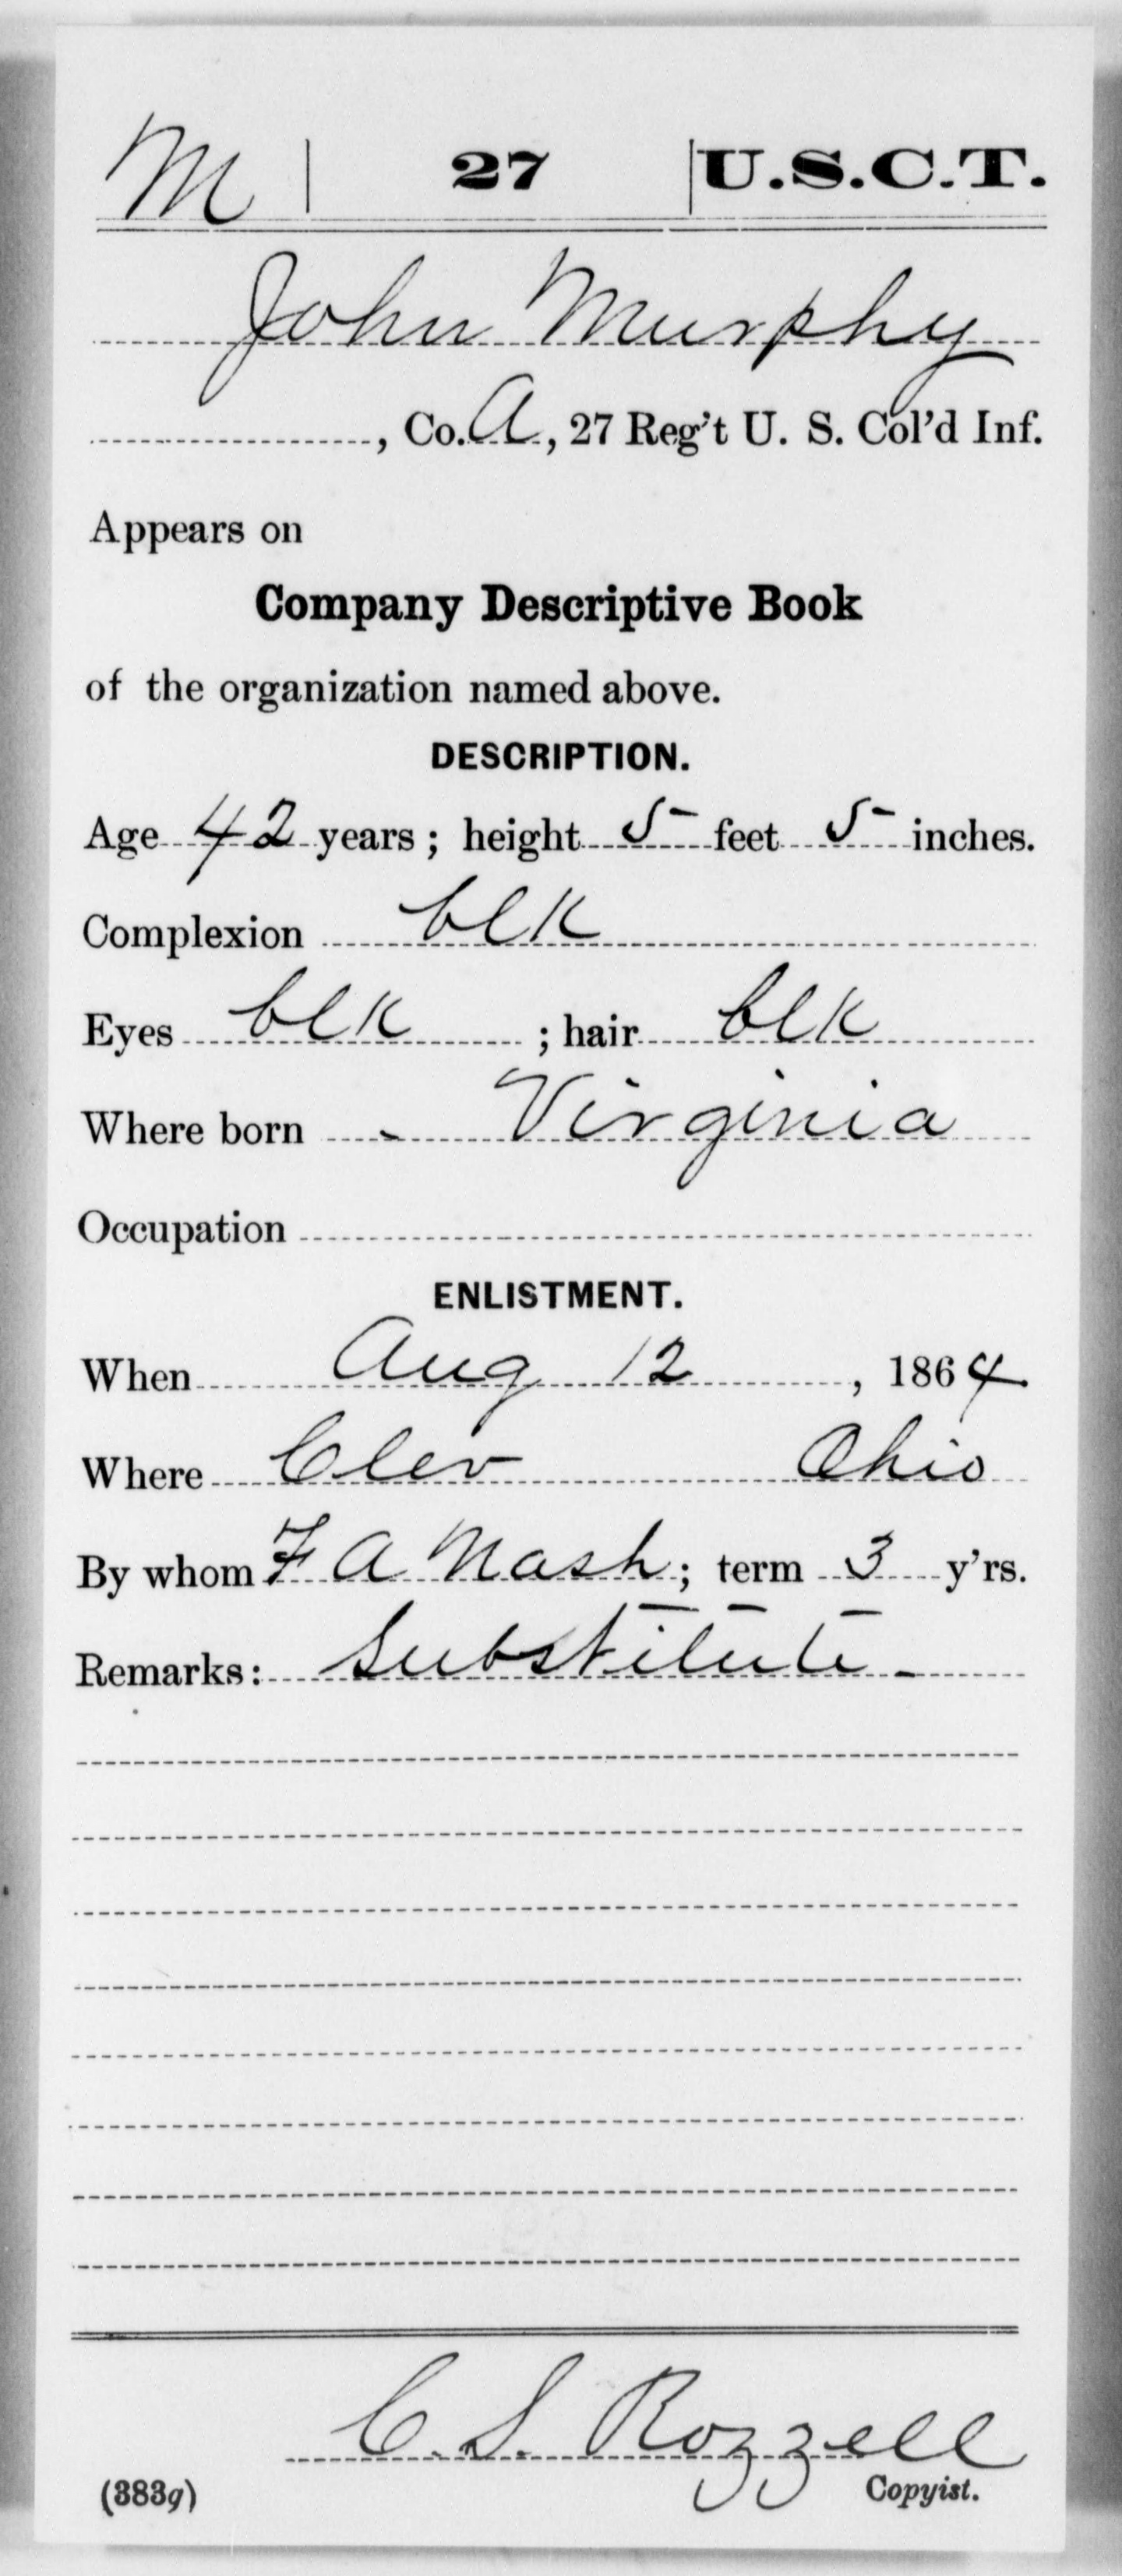 M | 27 | U.S.C.T.
John Murphy
, Co. A, 27 Reg't U. S. Col'd Inf.
Appears on
Company Descriptive Book
of the organization named above.
DESCRIPTION.
Age 42 years; height 5 feet 5 inches.
Complexion blk
Eyes blk ; hair blk
Where born Virginia
Occupation
ENLISTMENT.
When Aug 12, 1864
Where Clev Ohio
By whom F A Nash; term 3 y'rs.
Remarks: Substitute
C. S. Rozzell
(383g) Copyist.